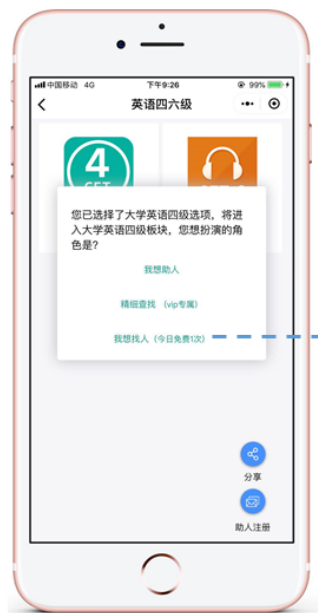 中国移动 4G 下午9:26 99%
英语四六级
4
CET
您已选择了大学英语四级选项，将进
入大学英语四级板块，您想扮演的角
色是?
我想助人
精细查找 （vip专属）
我想找人（今日免费1次）
分享
助人注册